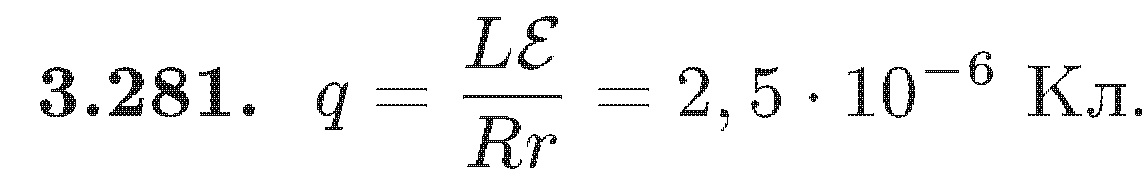 3.281. q = Lℰ/Rr = 2,5 · 10⁻⁶ Кл.